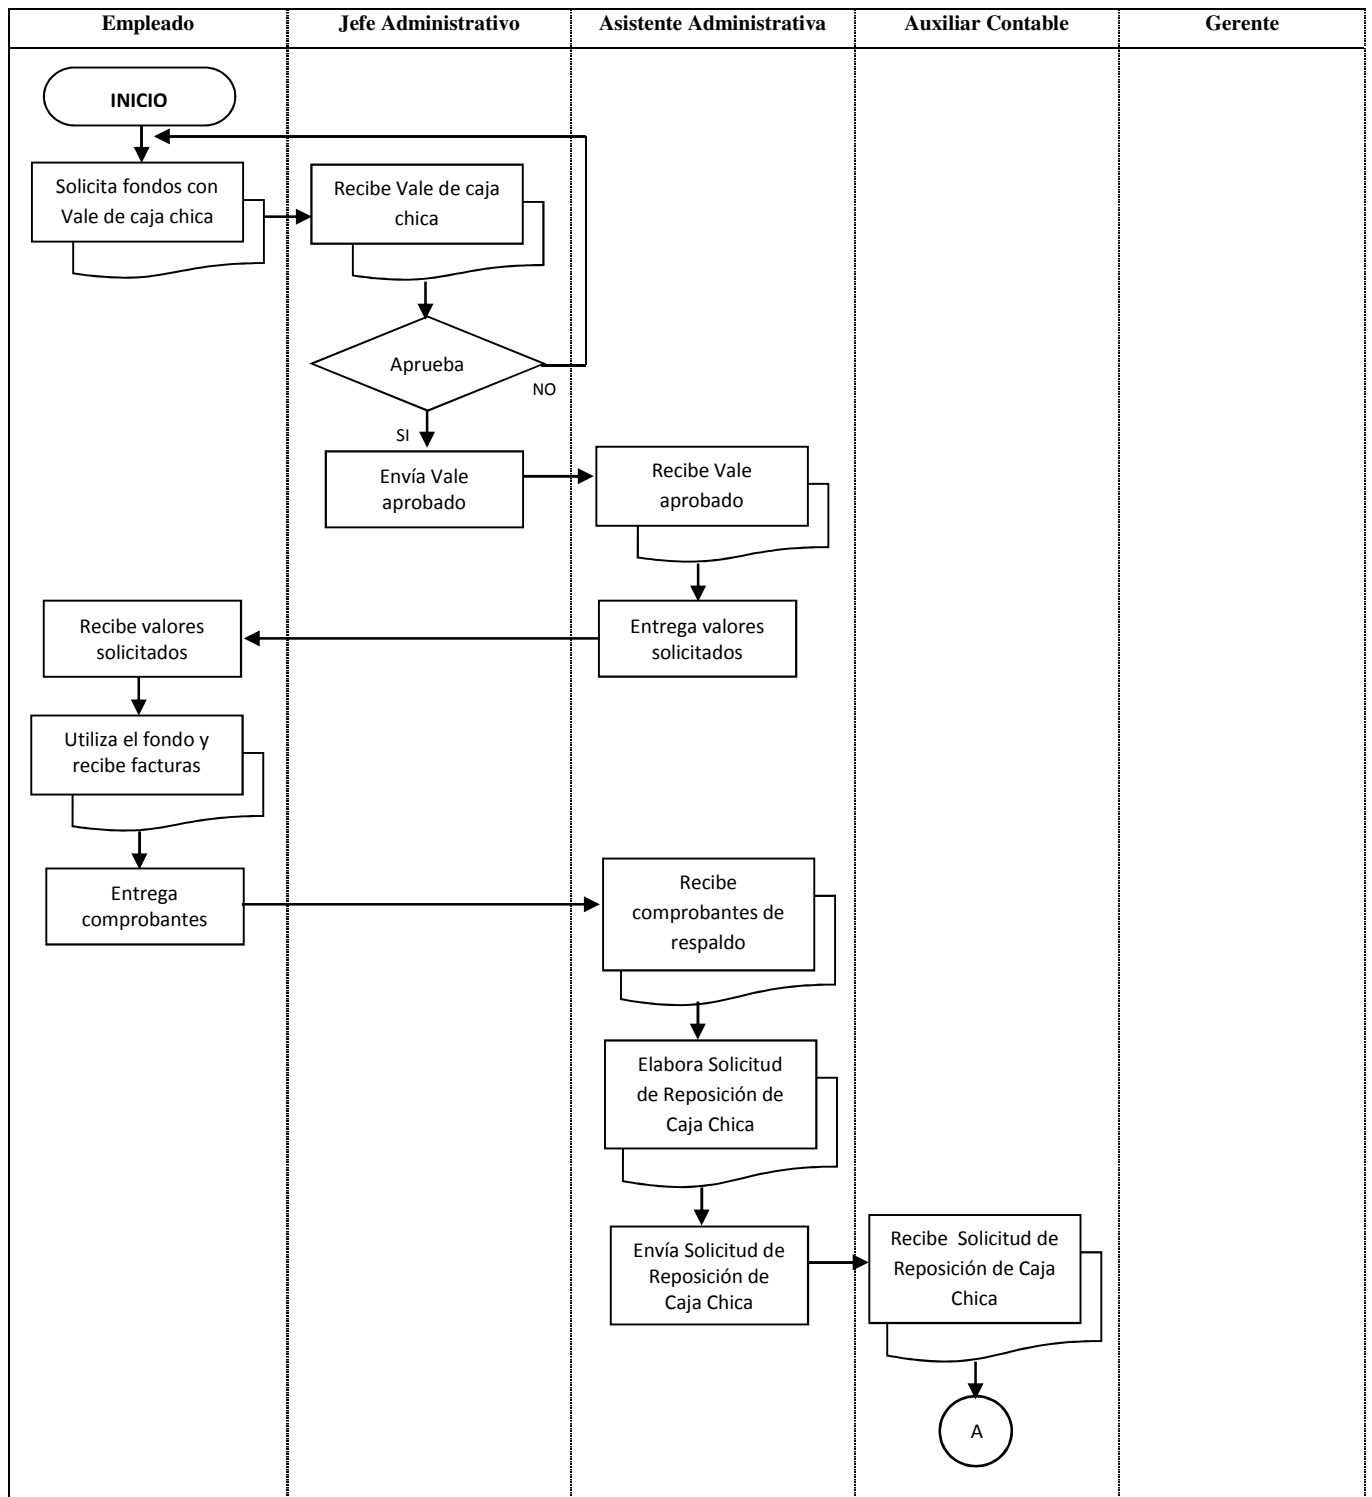 Empleado
Jefe Administrativo
Asistente Administrativa
Auxiliar Contable
Gerente
INICIO
Solicita fondos con
Vale de caja chica
Recibe Vale de caja
chica
Aprueba
NO
SI
Envía Vale
aprobado
Recibe Vale
aprobado
Entrega valores
solicitados
Recibe valores
solicitados
Utiliza el fondo y
recibe facturas
Entrega
comprobantes
Recibe
comprobantes de
respaldo
Elabora Solicitud
de Reposición de
Caja Chica
Envía Solicitud de
Reposición de
Caja Chica
Recibe Solicitud de
Reposición de Caja
Chica
A